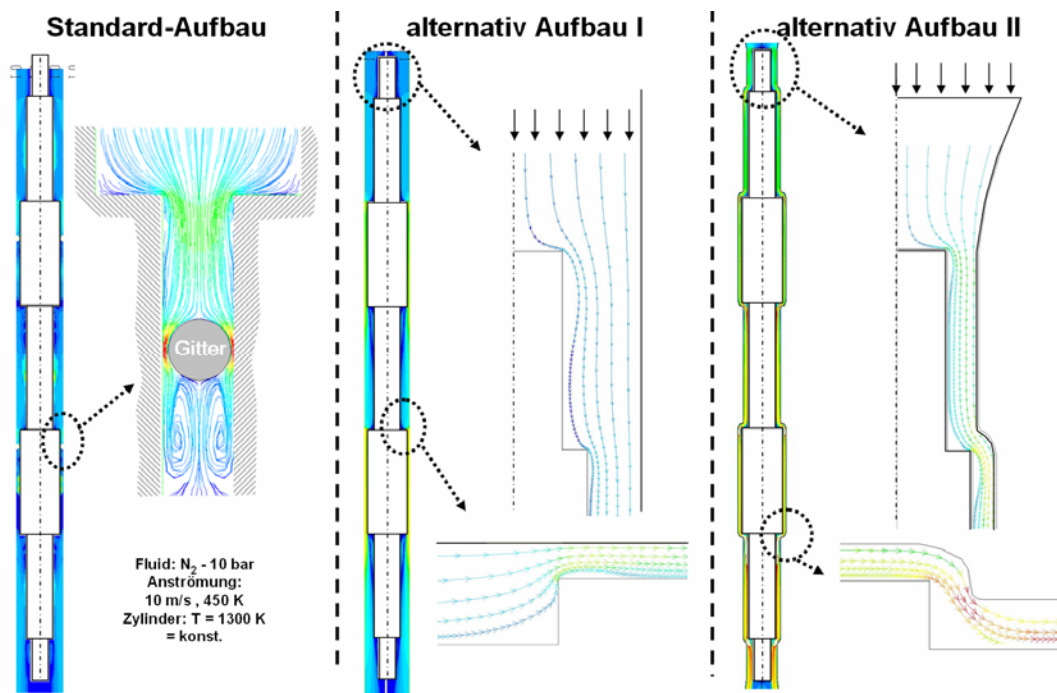 Standard-Aufbau
alternativ Aufbau I
alternativ Aufbau II
Gitter
Fluid: N₂ - 10 bar
Anströmung:
10 m/s , 450 K
Zylinder: T = 1300 K
= konst.